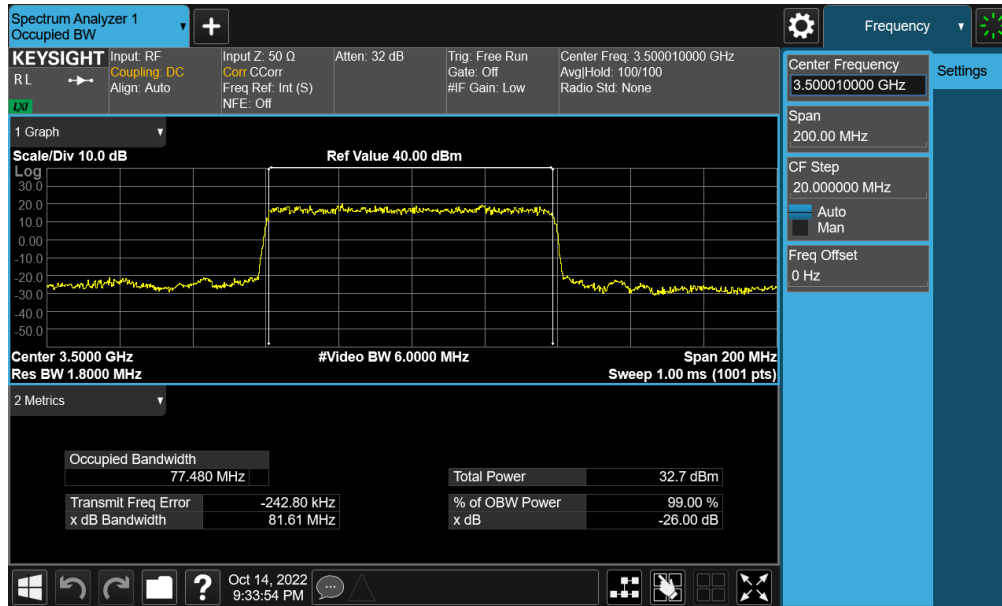 Spectrum Analyzer 1
Occupied BW
+
Frequency
KEYSIGHT
R L
LXI
Input: RF
Coupling: DC
Align: Auto
Input Z: 50 Ω
Corr CCorr
Freq Ref: Int (S)
NFE: Off
Atten: 32 dB
Trig: Free Run
Gate: Off
#IF Gain: Low
Center Freq: 3.500010000 GHz
Avg|Hold: 100/100
Radio Std: None
1 Graph
Scale/Div 10.0 dB
Ref Value 40.00 dBm
Log
30.0
20.0
10.0
0.00
-10.0
-20.0
-30.0
-40.0
-50.0
Center 3.5000 GHz
#Video BW 6.0000 MHz
Span 200 MHz
Res BW 1.8000 MHz
Sweep 1.00 ms (1001 pts)
2 Metrics
Occupied Bandwidth
77.480 MHz
Total Power 32.7 dBm
Transmit Freq Error -242.80 kHz
% of OBW Power 99.00 %
x dB Bandwidth 81.61 MHz
x dB -26.00 dB
Center Frequency
3.500010000 GHz
Settings
Span
200.00 MHz
CF Step
20.000000 MHz
Auto
Man
Freq Offset
0 Hz
?
Oct 14, 2022
9:33:54 PM